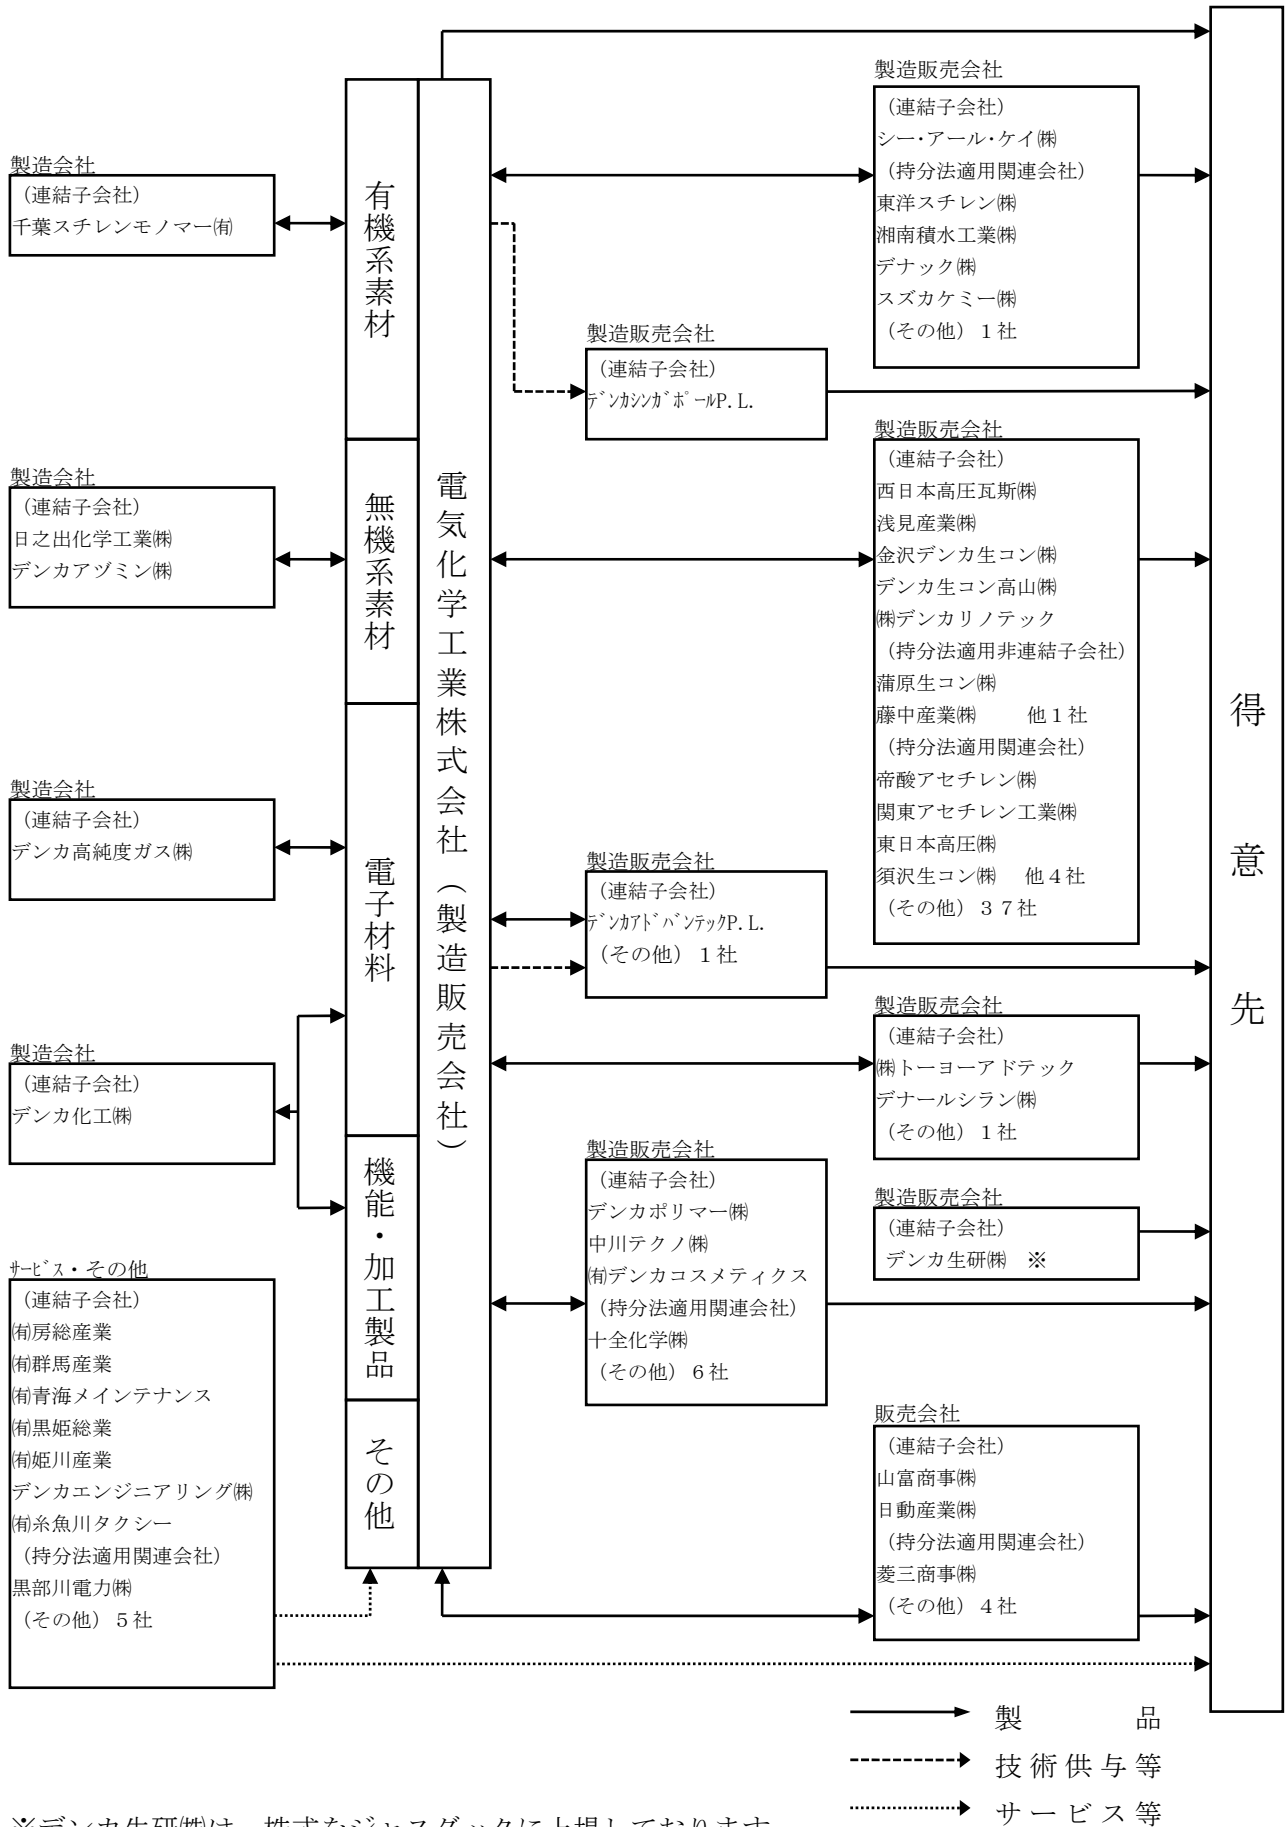 製造会社
（連結子会社）
千葉スチレンモノマー㈲
製造会社
（連結子会社）
日之出化学工業㈱
デンカアヅミン㈱
製造会社
（連結子会社）
デンカ高純度ガス㈱
製造会社
（連結子会社）
デンカ化工㈱
ｻｰﾋﾞｽ・その他
（連結子会社）
㈲房総産業
㈲群馬産業
㈲青海メインテナンス
㈲黒姫総業
㈲姫川産業
デンカエンジニアリング㈱
㈲糸魚川タクシー
（持分法適用関連会社）
黒部川電力㈱
（その他）５社
有機系素材
無機系素材
電子材料
機能・加工製品
その他
電気化学工業株式会社（製造販売会社）
製造販売会社
（連結子会社）
ﾃﾞﾝｶｼﾝｶﾞﾎﾟｰﾙP.L.
製造販売会社
（連結子会社）
ﾃﾞﾝｶｱﾄﾞﾊﾞﾝﾃｯｸP.L.
（その他）１社
製造販売会社
（連結子会社）
デンカポリマー㈱
中川テクノ㈱
㈲デンカコスメティクス
（持分法適用関連会社）
十全化学㈱
（その他）６社
製造販売会社
（連結子会社）
シー・アール・ケイ㈱
（持分法適用関連会社）
東洋スチレン㈱
湘南積水工業㈱
デナック㈱
スズカケミー㈱
（その他）１社
製造販売会社
（連結子会社）
西日本高圧瓦斯㈱
浅見産業㈱
金沢デンカ生コン㈱
デンカ生コン高山㈱
㈱デンカリノテック
（持分法適用非連結子会社）
蒲原生コン㈱
藤中産業㈱　他１社
（持分法適用関連会社）
帝酸アセチレン㈱
関東アセチレン工業㈱
東日本高圧㈱
須沢生コン㈱　他４社
（その他）３７社
製造販売会社
（連結子会社）
㈱トーヨーアドテック
デナールシラン㈱
（その他）１社
製造販売会社
（連結子会社）
デンカ生研㈱　※
販売会社
（連結子会社）
山富商事㈱
日動産業㈱
（持分法適用関連会社）
菱三商事㈱
（その他）４社
得意先
製品
技術供与等
サービス等
※デンカ生研㈱は、株式をジャスダックに上場しております